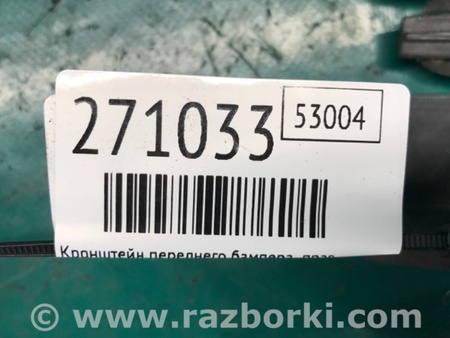 271033
53004
Кронштейн переднего бампера
© www.razborki.com